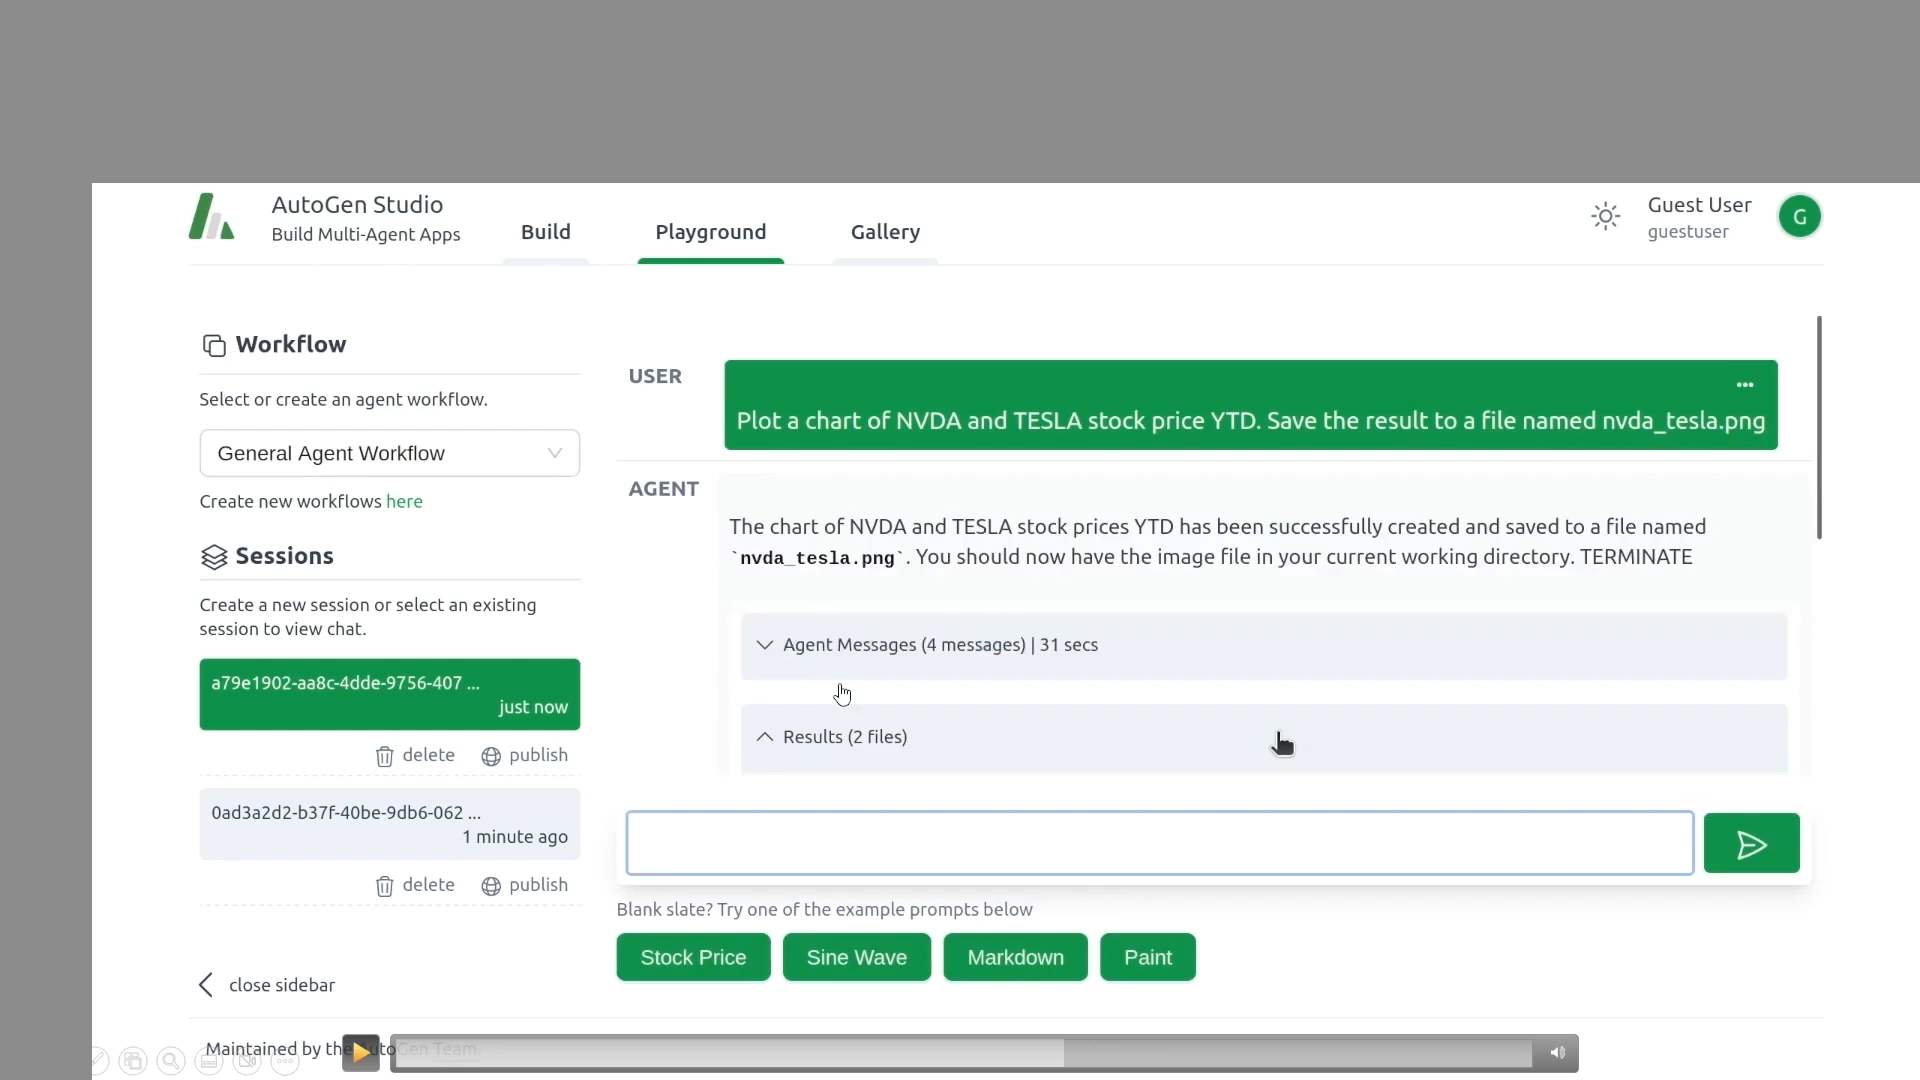 AutoGen Studio
Build Multi-Agent Apps
Build
Playground
Gallery
Guest User
guestuser
G
Workflow
Select or create an agent workflow.
General Agent Workflow
Create new workflows here
Sessions
Create a new session or select an existing
session to view chat.
a79e1902-aa8c-4dde-9756-407 ...
just now
delete
publish
0ad3a2d2-b37f-40be-9db6-062 ...
1 minute ago
delete
publish
close sidebar
USER
Plot a chart of NVDA and TESLA stock price YTD. Save the result to a file named nvda_tesla.png
AGENT
The chart of NVDA and TESLA stock prices YTD has been successfully created and saved to a file named
`nvda_tesla.png`. You should now have the image file in your current working directory. TERMINATE
Agent Messages (4 messages) | 31 secs
Results (2 files)
Blank slate? Try one of the example prompts below
Stock Price
Sine Wave
Markdown
Paint
Maintained by the AutoGen Team.